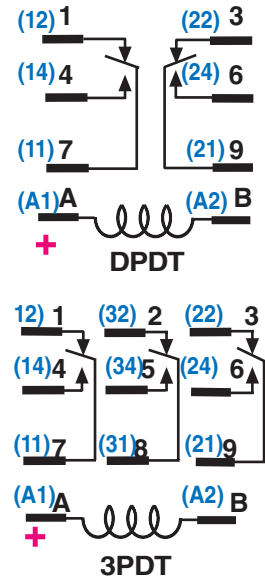 (12) 1 (22) 3
(14) 4 (24) 6
(11) 7 (21) 9
(A1) A (A2) B
+
DPDT
12) 1 (32) 2 (22) 3
(14) 4 (34) 5 (24) 6
(11) 7 (31) 8 (21) 9
(A1) A (A2) B
+
3PDT